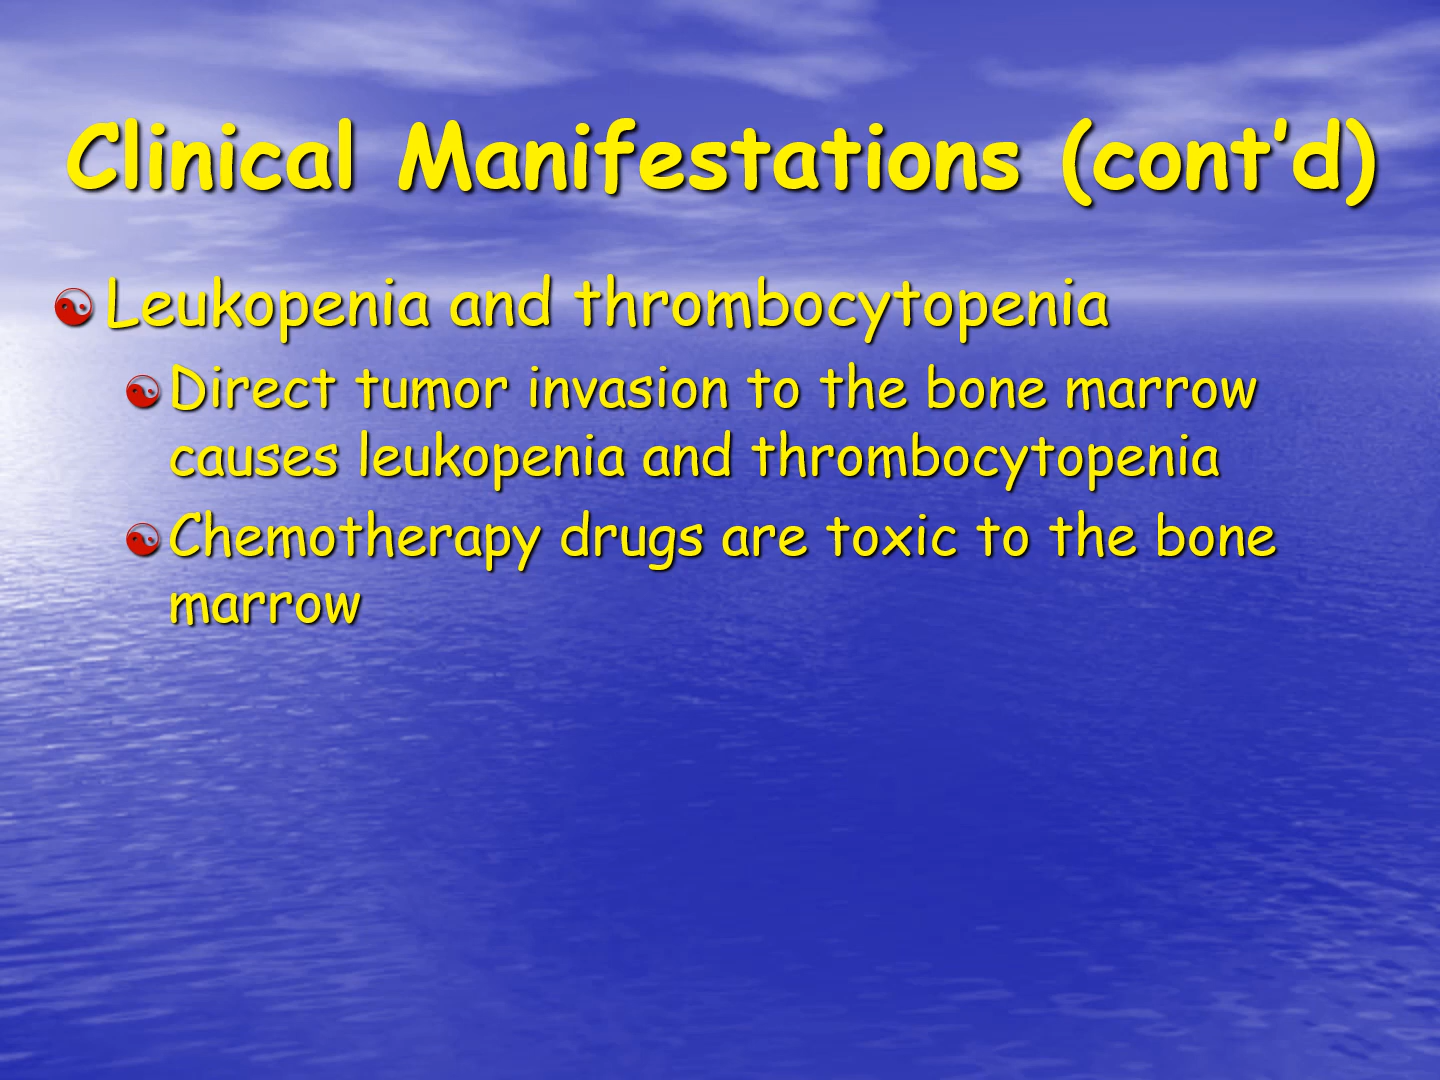 Clinical Manifestations (cont’d)
☯ Leukopenia and thrombocytopenia
☯ Direct tumor invasion to the bone marrow
causes leukopenia and thrombocytopenia
☯ Chemotherapy drugs are toxic to the bone
marrow